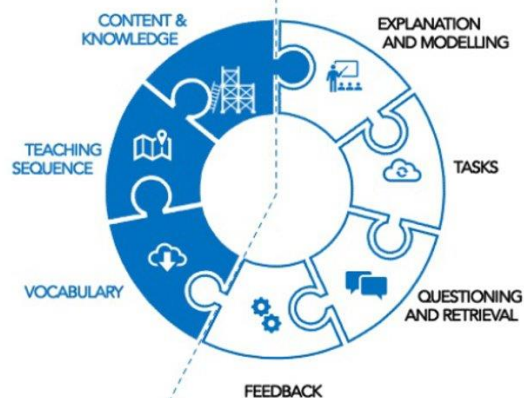 CONTENT &
KNOWLEDGE
EXPLANATION
AND MODELLING
TEACHING
SEQUENCE
TASKS
VOCABULARY
QUESTIONING
AND RETRIEVAL
FEEDBACK